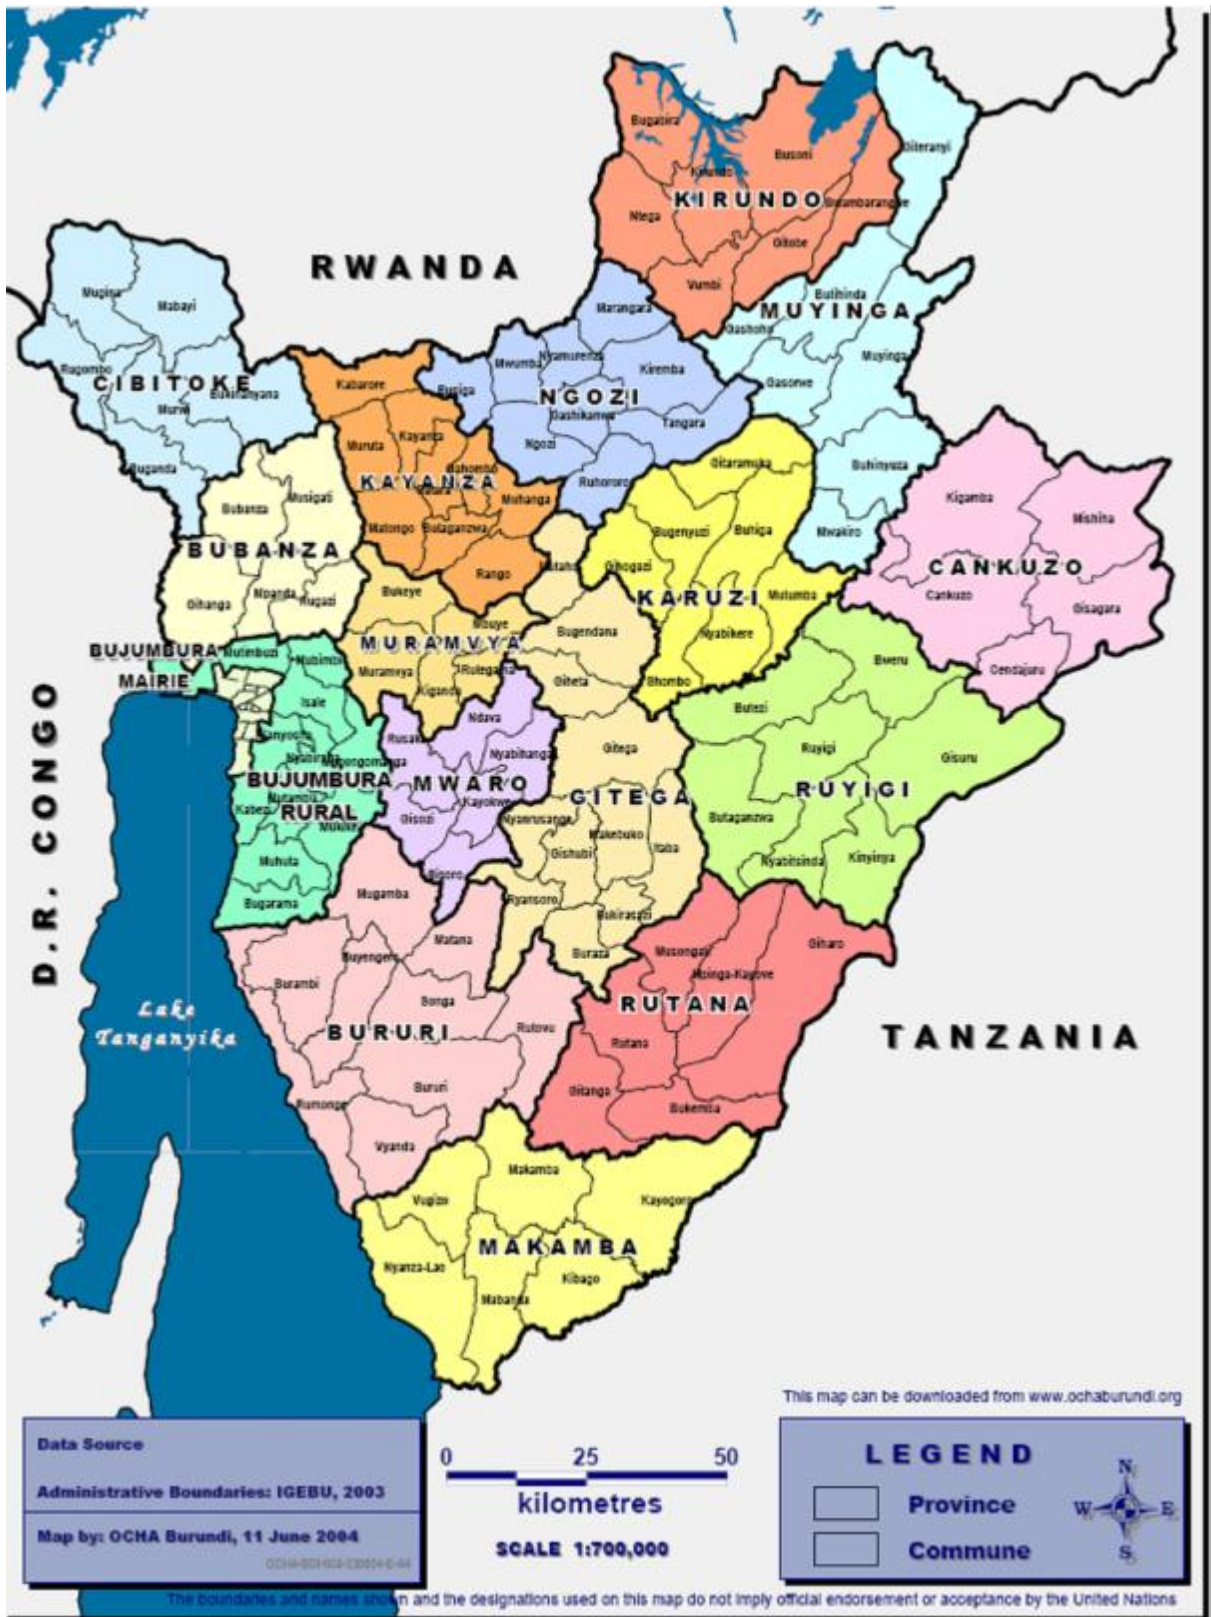 Bugabira
Busoni
Giteranyi
Kirundo
KIRUNDO
Bwambarangwe
Ntega
Gitobe
RWANDA
Vumbi
Butihinda
Mugina
Mabayi
Marangara
MUYINGA
Gashoho
Mwumba
Nyamurenza
Kiremba
Muyinga
Rugombo
CIBITOKE
Bukinanyana
Kabarore
Busiga
NGOZI
Gasorwe
Murwi
Gashikanwa
Tangara
Muruta
Kayanza
Ngozi
Buganda
Gahombo
Gitaramuka
Buhinyuza
KAYANZA
Ruhororo
Musigati
Bubanza
Muhanga
Kigamba
Mishiha
Matongo
Butaganzwa
Bugenyuzi
Buhiga
Mwakiro
BUBANZA
Rango
Mutaho
Gihogazi
CANKUZO
Bukeye
Mpanda
Rugazi
Gihanga
KARUZI
Mutumba
Cankuzo
Gisagara
Mbuye
Bugendana
Nyabikere
BUJUMBURA
MAIRIE
Mutimbuzi
Mubimbi
MURAMVYA
Muramvya
Rutegama
Kiganda
Giheta
Shombo
Bweru
Cendajuru
Isale
Ndava
Butezi
Kanyosha
Rusaka
Nyabihanga
Gitega
Ruyigi
Gisuru
BUJUMBURA
RURAL
MWARO
GITEGA
RUYIGI
Kabezi
Mukike
Gisozi
Kayokwe
Nyanrusange
Makebuko
Itaba
Butaganzwa
Muhuta
Gishubi
Nyabitsinda
Kinyinya
Bisoro
Bugarama
Mugamba
Ryansoro
Bukirasazi
D.R. CONGO
Matana
Buraza
Musongati
Giharo
Buyengero
Mpinga-Kayove
Burambi
Songa
RUTANA
Lake
Tanganyika
BURURI
Rutovu
Rutana
TANZANIA
Bururi
Gitanga
Rumonge
Bukemba
Vyanda
Makamba
Vugizo
Kayogoro
MAKAMBA
Nyanza-Lac
Kibago
Mabanda
This map can be downloaded from www.ochaburundi.org
Data Source
Administrative Boundaries: IGEBU, 2003
Map by: OCHA Burundi, 11 June 2004
0 25 50
kilometres
SCALE 1:700,000
LEGEND
Province
Commune
N
W E
S
The boundaries and names shown and the designations used on this map do not imply official endorsement or acceptance by the United Nations